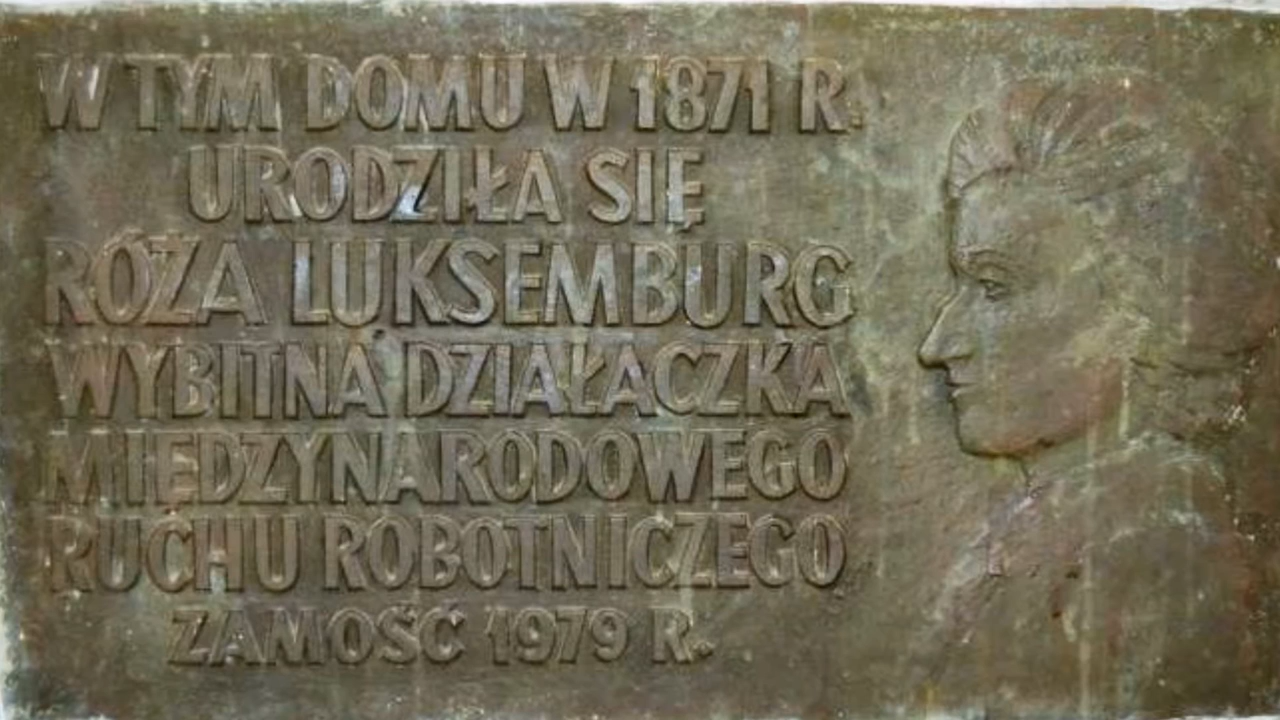 W TYM DOMU W 1871 R.
URODZIŁA SIĘ
RÓŻA LUKSEMBURG
WYBITNA DZIAŁACZKA
MIĘDZYNARODOWEGO
RUCHU ROBOTNICZEGO
ZAMOŚĆ 1979 R.